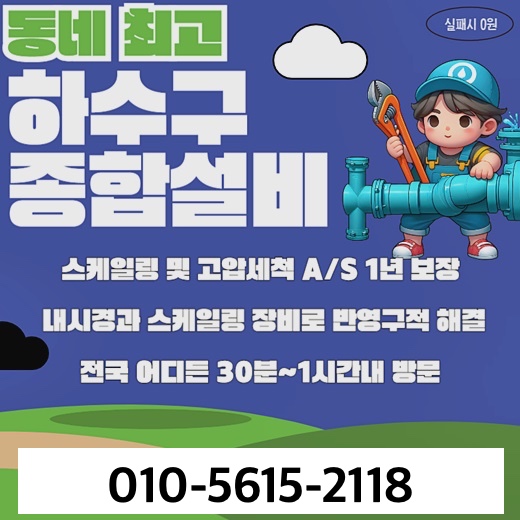 동네 최고
실패시 0원
하수구
종합설비
스케일링 및 고압세척 A/S 1년 보장
내시경과 스케일링 장비로 반영구적 해결
전국 어디든 30분~1시간내 방문
010-5615-2118